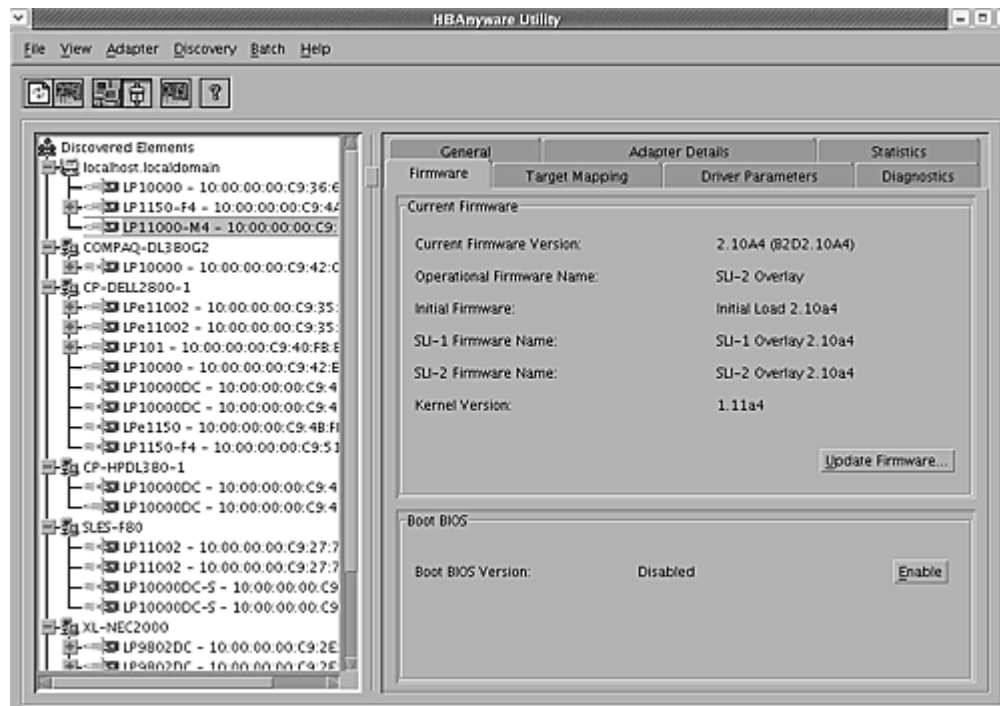 HBAnyware Utility
File View Adapter Discovery Batch Help
Discovered Elements
localhost.localdomain
LP10000 - 10:00:00:00:C9:36:6
LP1150-F4 - 10:00:00:00:C9:4A
LP11000-M4 - 10:00:00:00:C9:
COMPAQ-DL380G2
LP10000 - 10:00:00:00:C9:42:C
CP-DELL2800-1
LPe11002 - 10:00:00:00:C9:35:
LPe11002 - 10:00:00:00:C9:35:
LP101 - 10:00:00:00:C9:40:FB:E
LP10000 - 10:00:00:00:C9:42:E
LP10000DC - 10:00:00:00:C9:4
LP10000DC - 10:00:00:00:C9:4
LPe1150 - 10:00:00:00:C9:4B:FI
LP1150-F4 - 10:00:00:00:C9:51
CP-HPDL380-1
LP10000DC - 10:00:00:00:C9:4
LP10000DC - 10:00:00:00:C9:4
SLES-F80
LP11002 - 10:00:00:00:C9:27:7
LP11002 - 10:00:00:00:C9:27:7
LP10000DC-S - 10:00:00:00:C9
LP10000DC-S - 10:00:00:00:C9
XL-NEC2000
LP9802DC - 10:00:00:00:C9:2E
LP9802DC - 10:00:00:00:C9:2E
General Adapter Details Statistics
Firmware Target Mapping Driver Parameters Diagnostics
Current Firmware
Current Firmware Version: 2.10A4 (B2D2.10A4)
Operational Firmware Name: SLI-2 Overlay
Initial Firmware: Initial Load 2.10a4
SLI-1 Firmware Name: SLI-1 Overlay 2.10a4
SLI-2 Firmware Name: SLI-2 Overlay 2.10a4
Kernel Version: 1.11a4
Update Firmware...
Boot BIOS
Boot BIOS Version: Disabled Enable